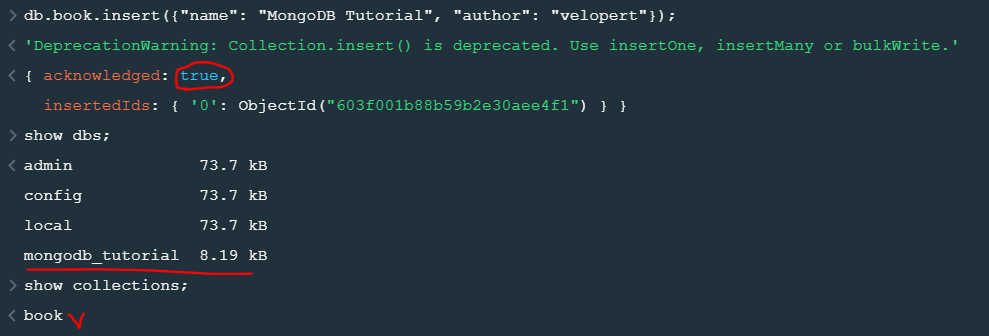 > db.book.insert({"name": "MongoDB Tutorial", "author": "velopert"});
< 'DeprecationWarning: Collection.insert() is deprecated. Use insertOne, insertMany or bulkWrite.'
< { acknowledged: true,
insertedIds: { '0': ObjectId("603f001b88b59b2e30aee4f1") } }
> show dbs;
< admin 73.7 kB
config 73.7 kB
local 73.7 kB
mongodb_tutorial 8.19 kB
> show collections;
< book